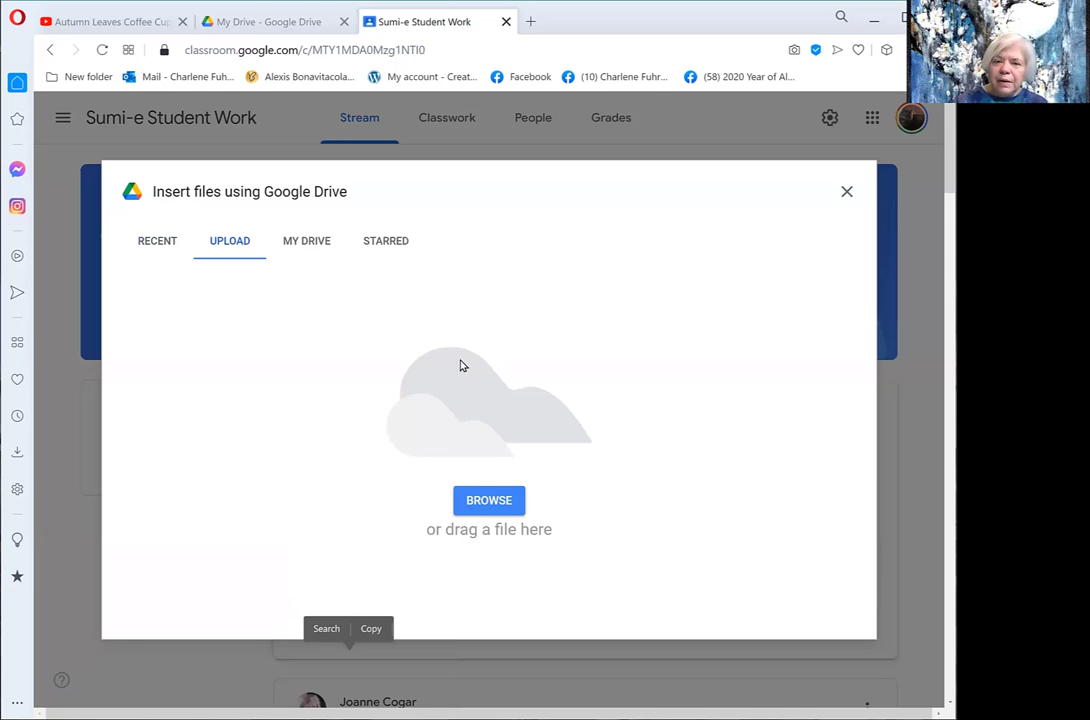 Autumn Leaves Coffee Cup
My Drive - Google Drive
Sumi-e Student Work
classroom.google.com/c/MTY1MDA0Mzg1NTI0
New folder
Mail - Charlene Fuhr...
Alexis Bonavitacola...
My account - Creat...
Facebook
(10) Charlene Fuhr...
(58) 2020 Year of Al...
Sumi-e Student Work
Stream
Classwork
People
Grades
Insert files using Google Drive
RECENT
UPLOAD
MY DRIVE
STARRED
BROWSE
or drag a file here
Search
Copy
Joanne Cogar